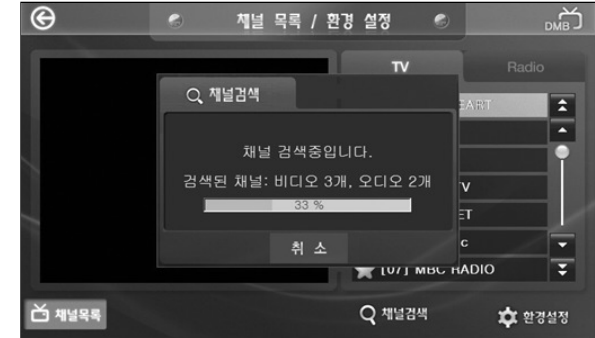 채널 목록 / 환경 설정
DMB
TV
Radio
채널검색
EART
채널 검색중입니다.
검색된 채널: 비디오 3개, 오디오 2개
V
33 %
ET
c
취 소
[07] MBC RADIO
채널목록
채널검색
환경설정